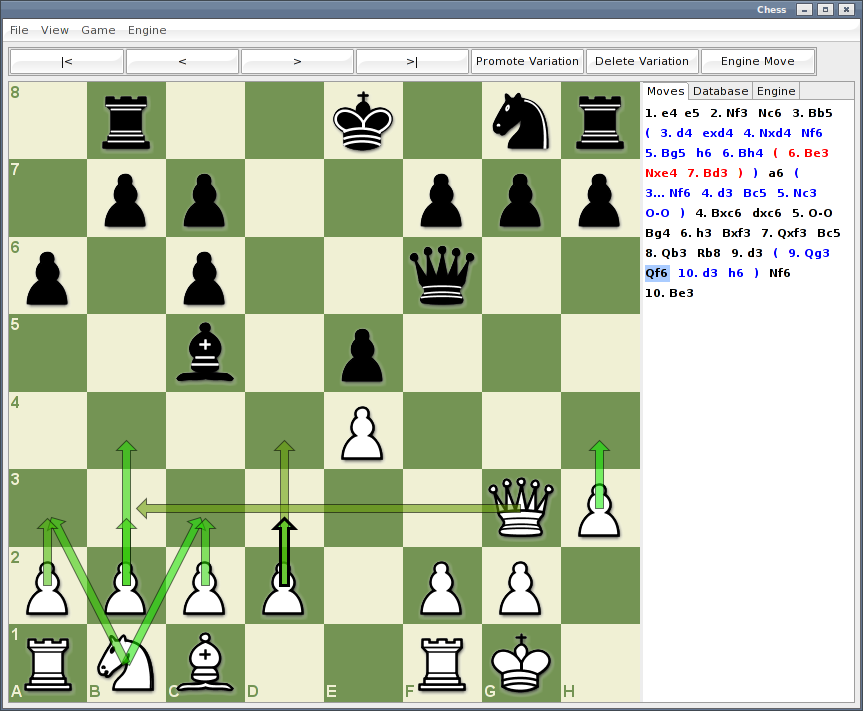 Chess
File View Game Engine
|< < > >| Promote Variation Delete Variation Engine Move
Moves Database Engine
1. e4 e5 2. Nf3 Nc6 3. Bb5
( 3. d4 exd4 4. Nxd4 Nf6
5. Bg5 h6 6. Bh4 ( 6. Be3
Nxe4 7. Bd3 ) ) a6 (
3... Nf6 4. d3 Bc5 5. Nc3
O-O ) 4. Bxc6 dxc6 5. O-O
Bg4 6. h3 Bxf3 7. Qxf3 Bc5
8. Qb3 Rb8 9. d3 ( 9. Qg3
Qf6 10. d3 h6 ) Nf6
10. Be3
8
7
6
5
4
3
2
1
A B C D E F G H